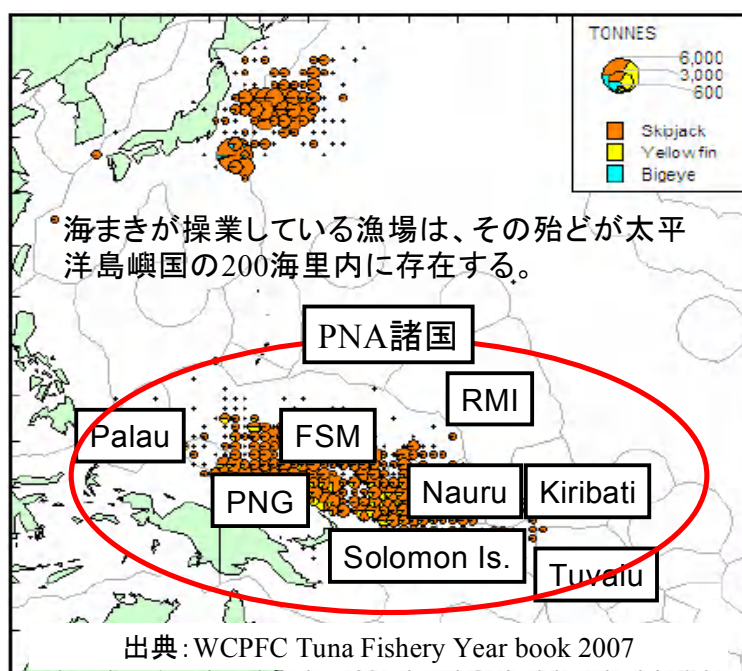 TONNES
6,000
3,000
600
Skipjack
Yellowfin
Bigeye
海まきが操業している漁場は、その殆どが太平
洋島嶼国の200海里内に存在する。
PNA諸国
RMI
Palau
FSM
PNG
Nauru
Kiribati
Solomon Is.
Tuvalu
出典:WCPFC Tuna Fishery Year book 2007